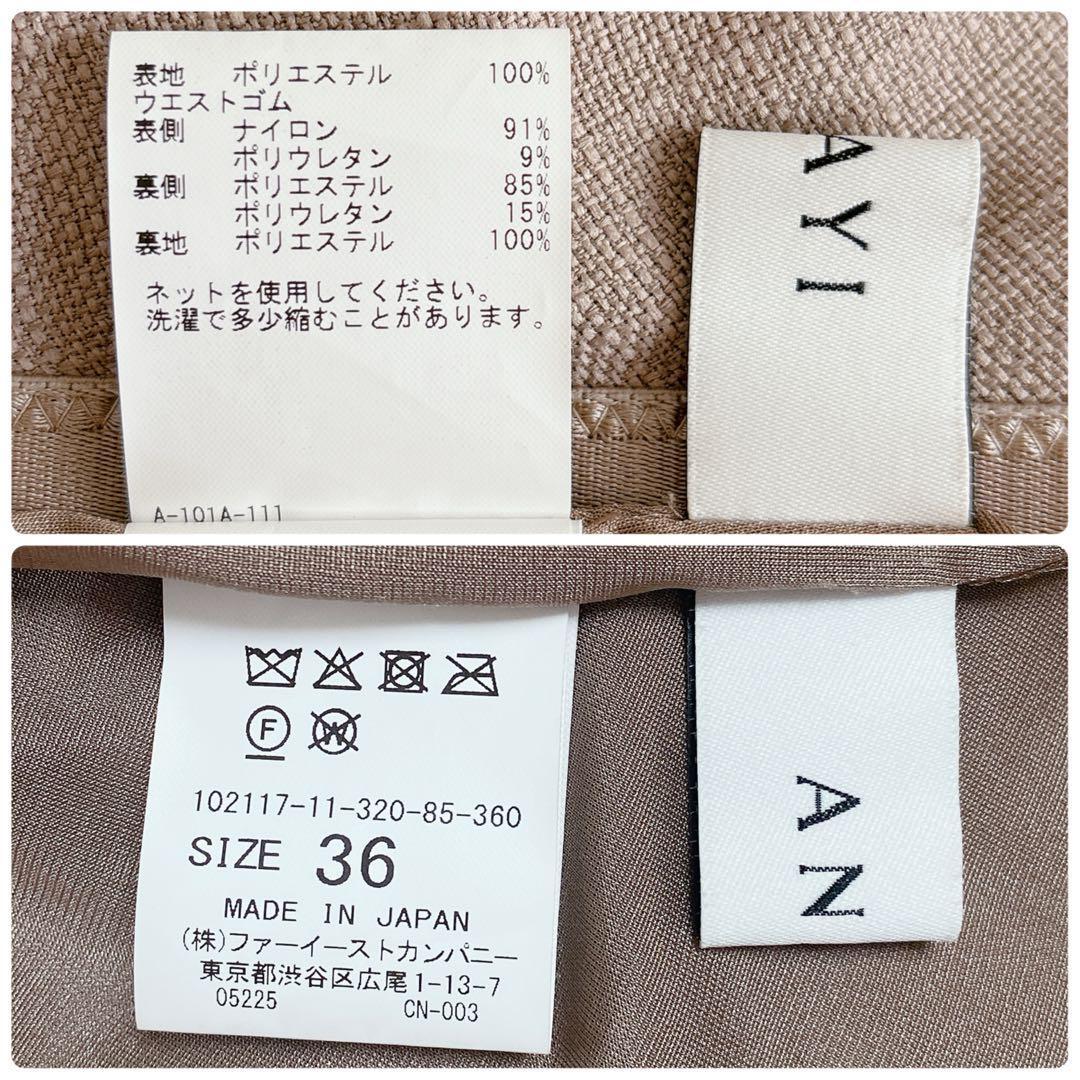 表地 ポリエステル 100%
ウエストゴム
表側 ナイロン 91%
ポリウレタン 9%
裏側 ポリエステル 85%
ポリウレタン 15%
裏地 ポリエステル 100%
ネットを使用してください。
洗濯で多少縮むことがあります。
A-101A-111
AYI
F
W
102117-11-320-85-360
SIZE 36
MADE IN JAPAN
(株)ファーイーストカンパニー
東京都渋谷区広尾1-13-7
05225 CN-003
AN